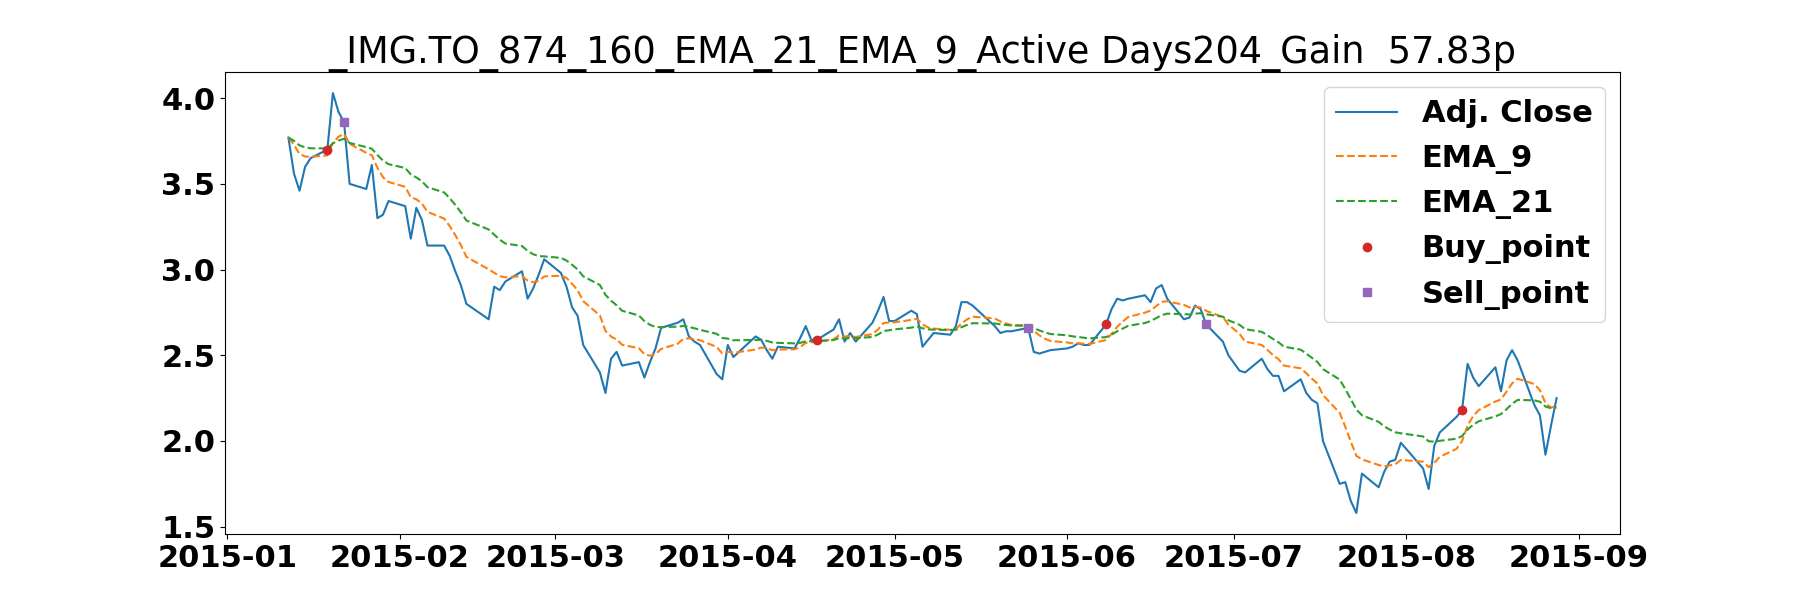 _IMG.TO_874_160_EMA_21_EMA_9_Active Days204_Gain  57.83p
4.0
3.5
3.0
2.5
2.0
1.5
Adj. Close
EMA_9
EMA_21
Buy_point
Sell_point
2015-01 2015-02 2015-03 2015-04 2015-05 2015-06 2015-07 2015-08 2015-09